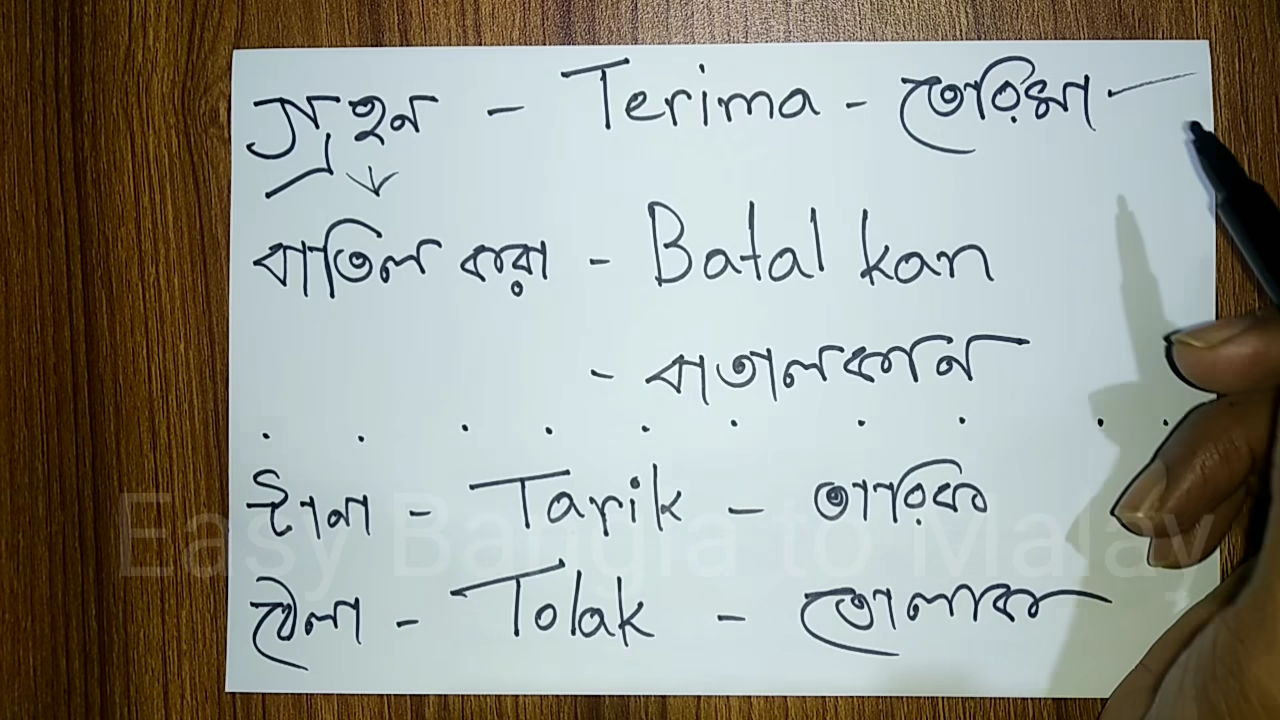 গ্রহন - Terima - তেরিমা
বাতিল করা - Batal kan
- বাতালকান
টানা - Tarik - তারিক
ঠেলা - Tolak - তোলাক
Easy Bangla to Malay